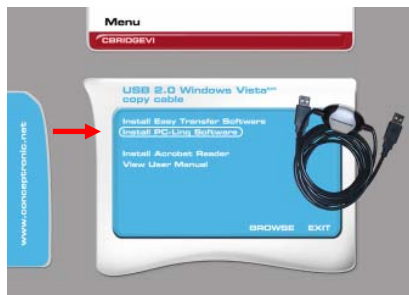 Menu
CBRIDGEVI
USB 2.0 Windows Vista™
copy cable
Install Easy Transfer Software
Install PC-Linq Software
Install Acrobat Reader
View User Manual
BROWSE EXIT
www.conceptronic.net